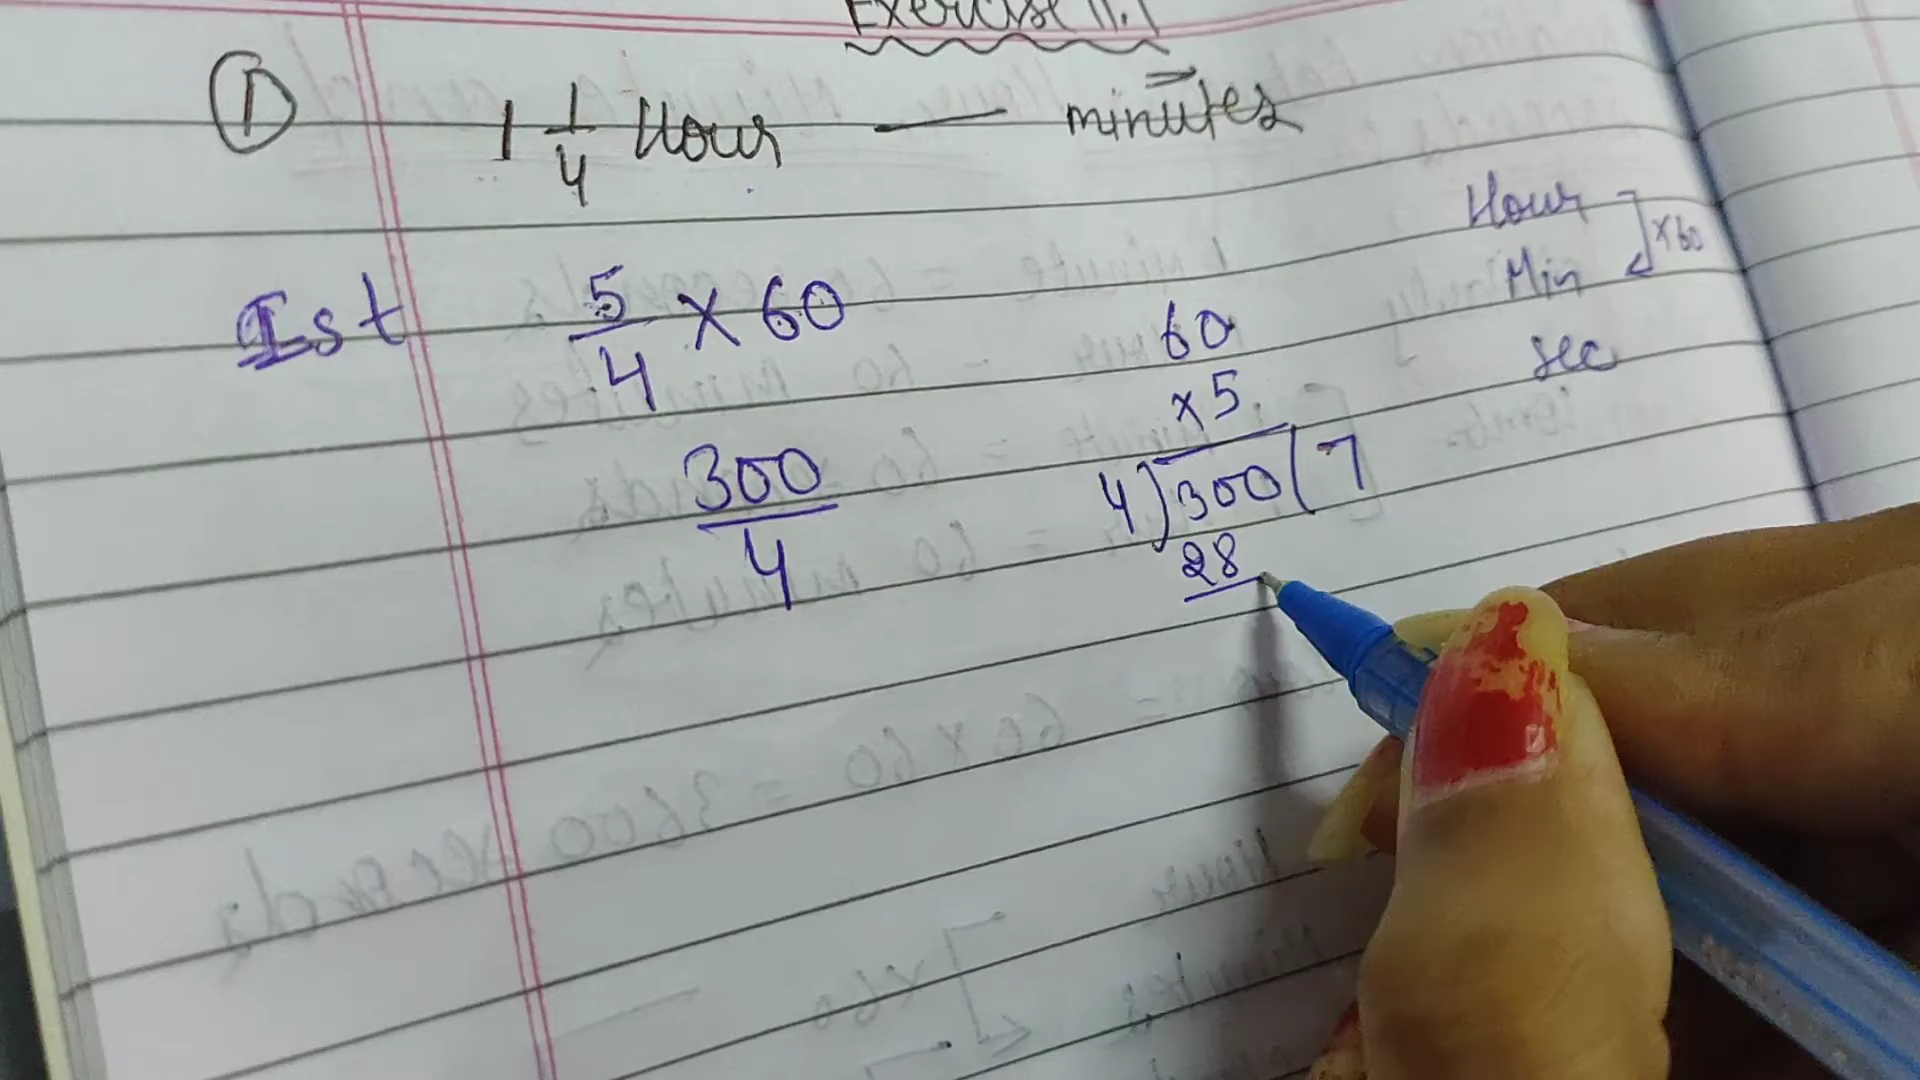 Exercise 11.1
① 1 1/4 Hour — minutes
Hour
Min ] x60
sec
Ist 5/4 x 60
60
x 5
300/4
4)300(7
28